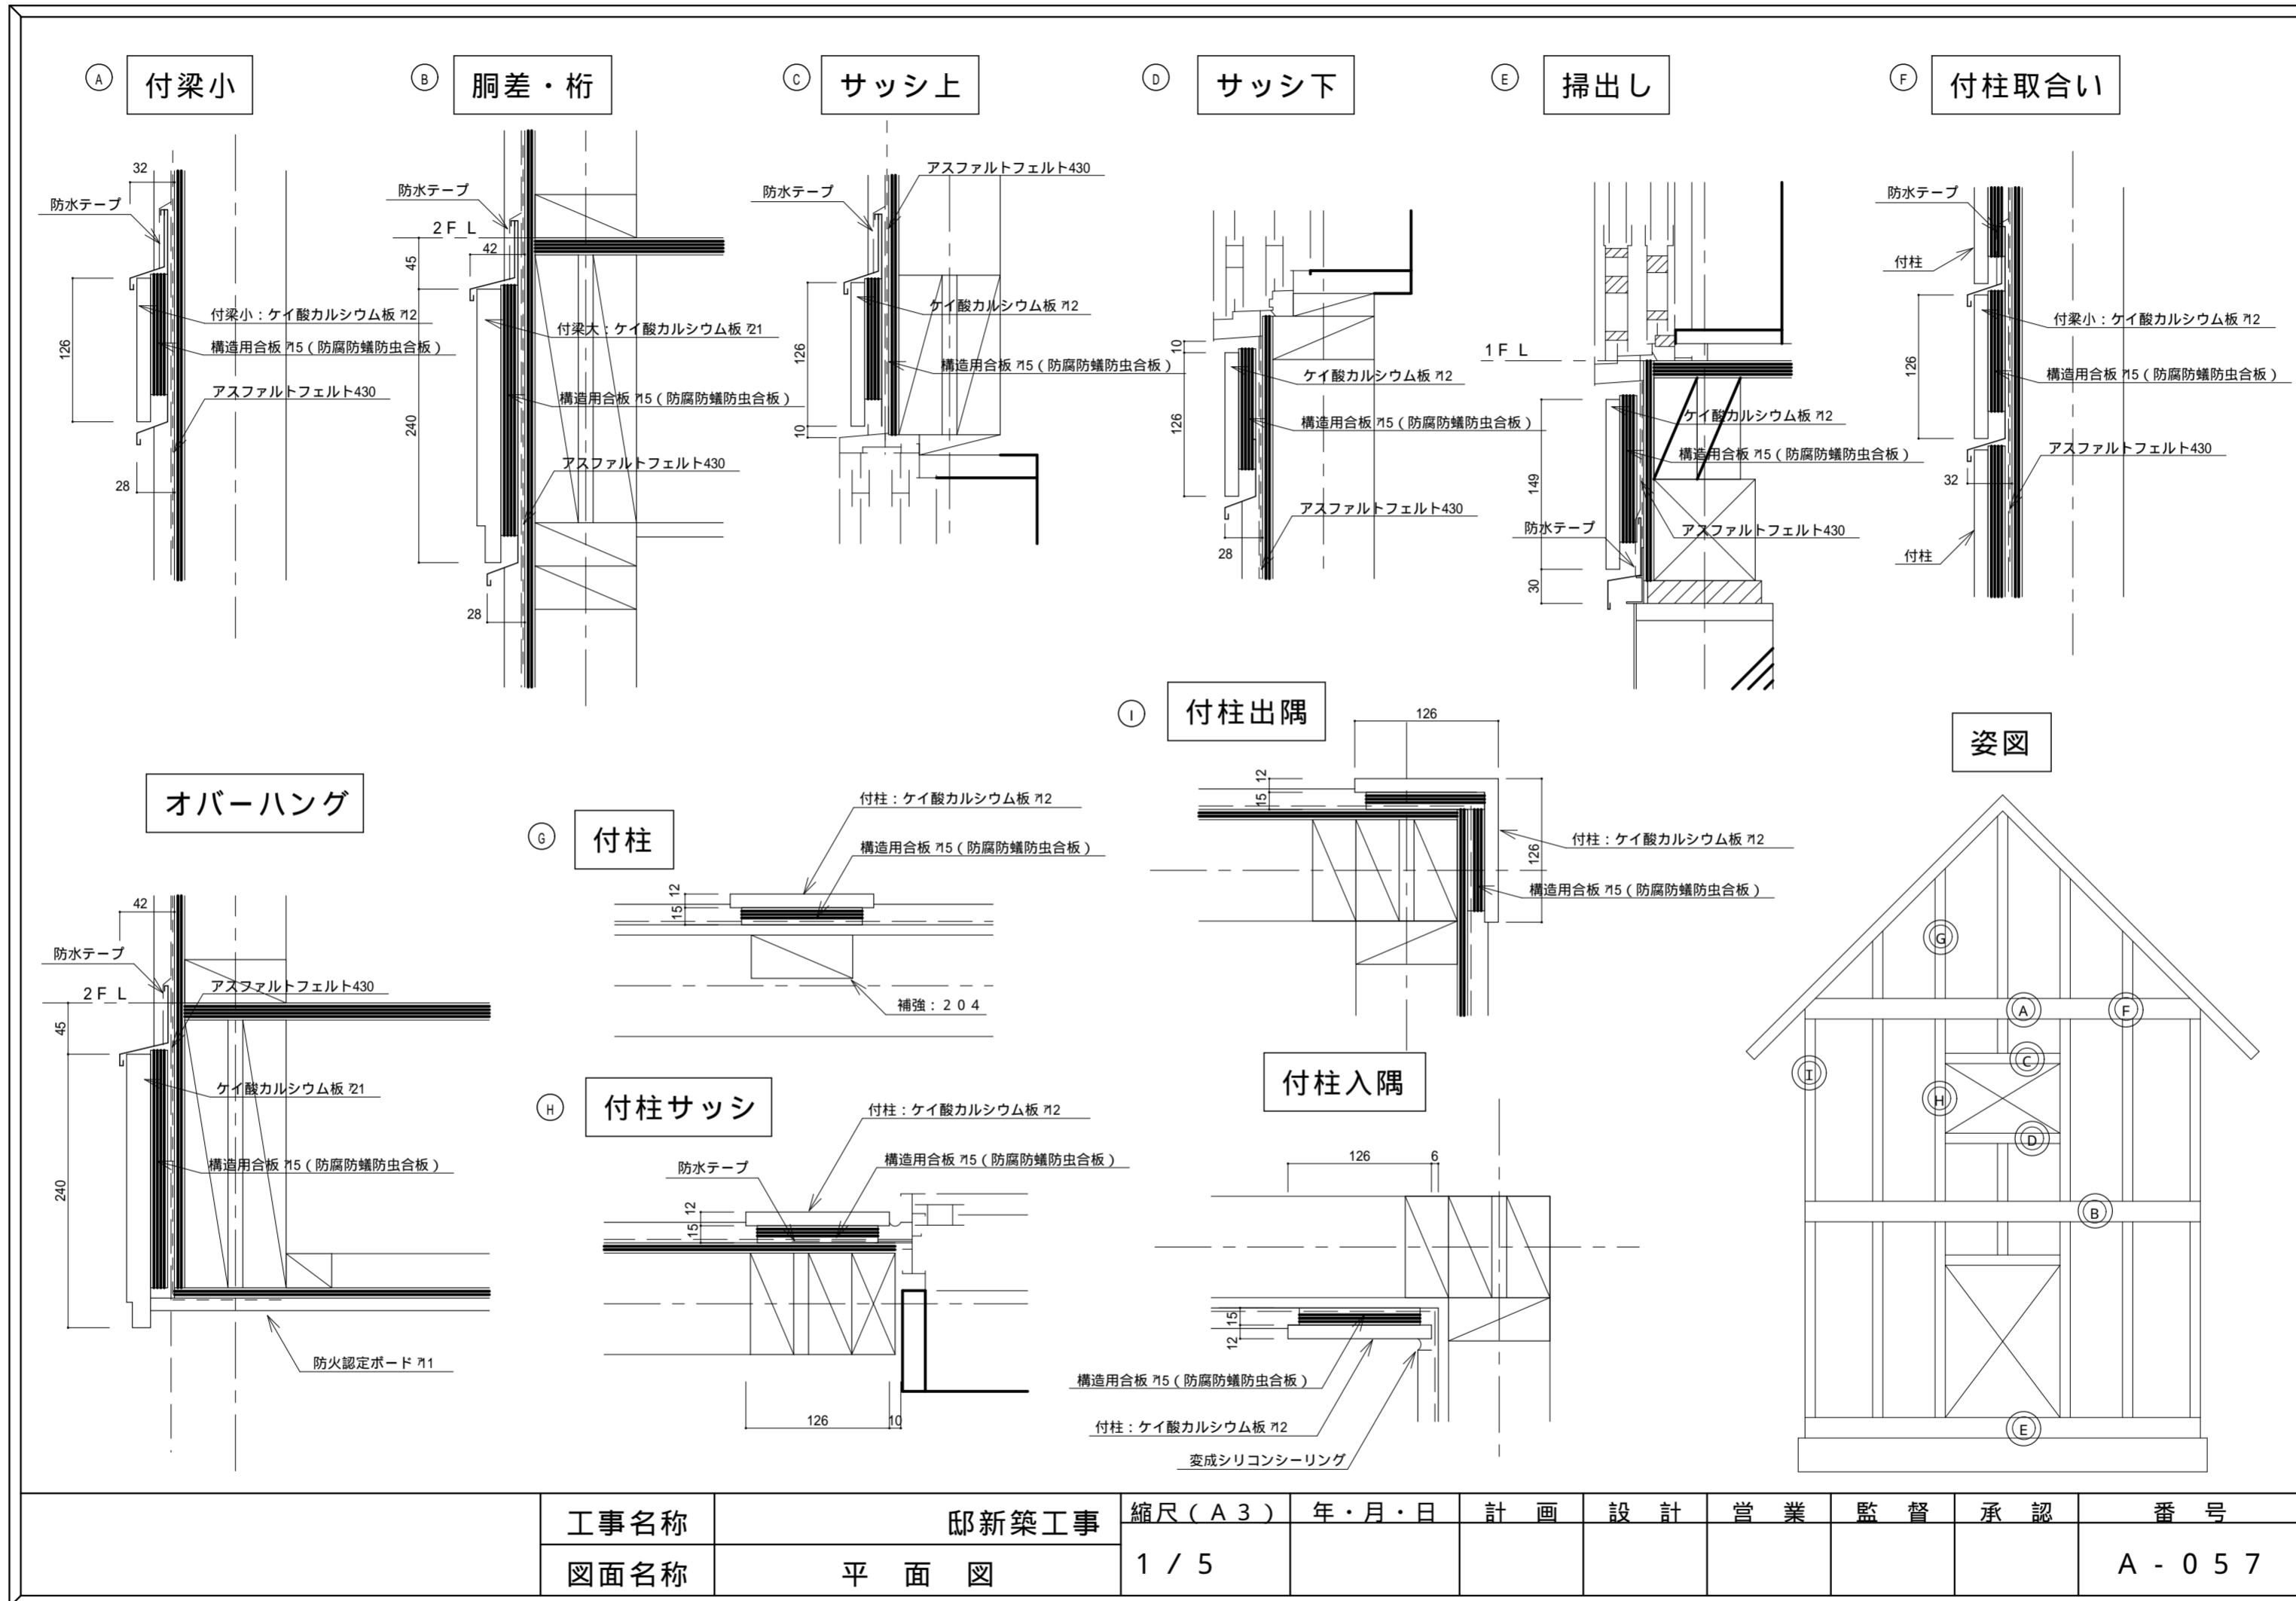 A 付梁小
32
防水テープ
126
付梁小：ケイ酸カルシウム板 ｱ12
構造用合板 ｱ15（防腐防蟻防虫合板）
アスファルトフェルト430
28
B 胴差・桁
防水テープ
2FL
42
45
付梁大：ケイ酸カルシウム板 ｱ21
構造用合板 ｱ15（防腐防蟻防虫合板）
240
アスファルトフェルト430
28
C サッシ上
アスファルトフェルト430
防水テープ
ケイ酸カルシウム板 ｱ12
126
構造用合板 ｱ15（防腐防蟻防虫合板）
10
D サッシ下
10
ケイ酸カルシウム板 ｱ12
126
構造用合板 ｱ15（防腐防蟻防虫合板）
アスファルトフェルト430
28
E 掃出し
1FL
ケイ酸カルシウム板 ｱ12
構造用合板 ｱ15（防腐防蟻防虫合板）
149
防水テープ
アスファルトフェルト430
30
F 付柱取合い
防水テープ
付柱
付梁小：ケイ酸カルシウム板 ｱ12
126
構造用合板 ｱ15（防腐防蟻防虫合板）
アスファルトフェルト430
32
付柱
オバーハング
42
防水テープ
2FL
アスファルトフェルト430
45
ケイ酸カルシウム板 ｱ21
構造用合板 ｱ15（防腐防蟻防虫合板）
240
防火認定ボード ｱ11
G 付柱
付柱：ケイ酸カルシウム板 ｱ12
構造用合板 ｱ15（防腐防蟻防虫合板）
12
15
補強：204
H 付柱サッシ
付柱：ケイ酸カルシウム板 ｱ12
構造用合板 ｱ15（防腐防蟻防虫合板）
防水テープ
12
15
126
10
I 付柱出隅
126
12
15
付柱：ケイ酸カルシウム板 ｱ12
126
構造用合板 ｱ15（防腐防蟻防虫合板）
付柱入隅
126
6
15
12
構造用合板 ｱ15（防腐防蟻防虫合板）
付柱：ケイ酸カルシウム板 ｱ12
変成シリコンシーリング
姿図
G
A
F
C
I
H
D
B
E
工事名称
邸新築工事
図面名称
平面図
縮尺(A3)
1/5
年・月・日
計画
設計
営業
監督
承認
番号
A-057